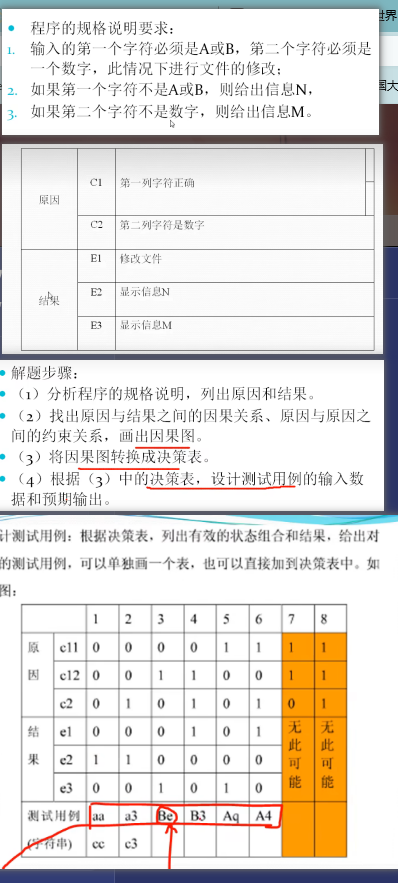 世界
程序的规格说明要求：
1. 输入的第一个字符必须是A或B，第二个字符必须是
一个数字，此情况下进行文件的修改；
2. 如果第一个字符不是A或B，则给出信息N，
3. 如果第二个字符不是数字，则给出信息M。
国大
原因 C1 第一列字符正确
C2 第二列字符是数字
结果 E1 修改文件
E2 显示信息N
E3 显示信息M
解题步骤：
（1）分析程序的规格说明，列出原因和结果。
（2）找出原因与结果之间的因果关系、原因与原因之
间的约束关系，画出因果图。
（3）将因果图转换成决策表。
（4）根据（3）中的决策表，设计测试用例的输入数
据和预期输出。
计测试用例：根据决策表，列出有效的状态组合和结果，给出对
的测试用例，可以单独画一个表，也可以直接加到决策表中。如
图：
1 2 3 4 5 6 7 8
原因 c11 0 0 0 0 1 1 1 1
c12 0 0 1 1 0 0 1 1
c2 0 1 0 1 0 1 0 1
结果 e1 0 0 0 1 0 1 无此可能 无此可能
e2 1 1 0 0 0 0
e3 0 0 1 0 1 0
测试用例 aa a3 Be B3 Aq A4
(字符串) cc c3